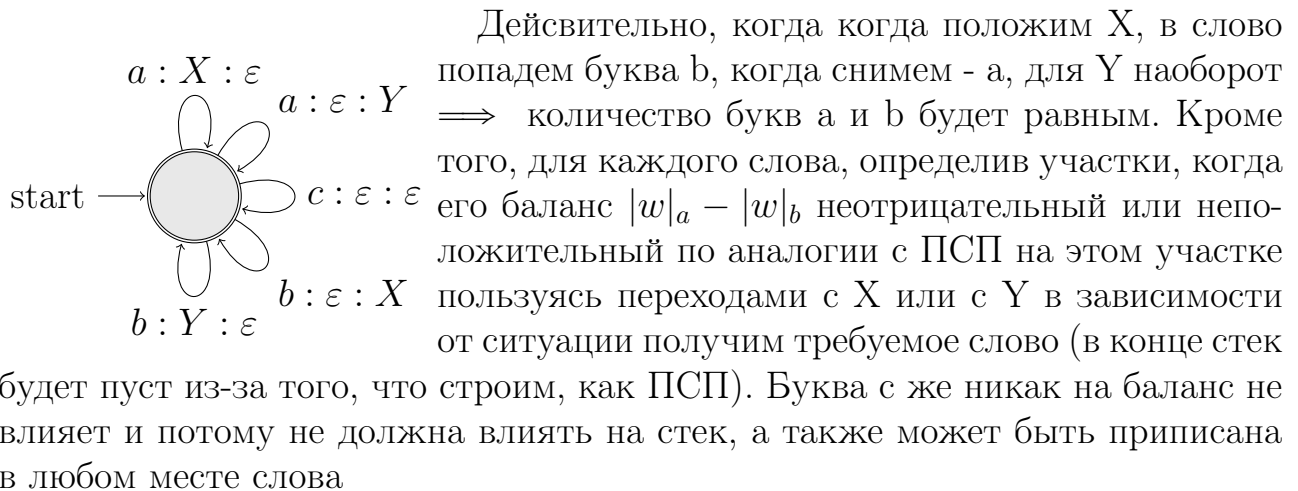 Дейсвительно, когда когда положим X, в слово
a : X : ε
попадем буква b, когда снимем - a, для Y наоборот
a : ε : Y
⟹ количество букв a и b будет равным. Кроме
того, для каждого слова, определив участки, когда
start
c : ε : ε
его баланс |w|a − |w|b неотрицательный или непо-
ложительный по аналогии с ПСП на этом участке
b : ε : X
пользуясь переходами с X или с Y в зависимости
b : Y : ε
от ситуации получим требуемое слово (в конце стек
будет пуст из-за того, что строим, как ПСП). Буква c же никак на баланс не
влияет и потому не должна влиять на стек, а также может быть приписана
в любом месте слова